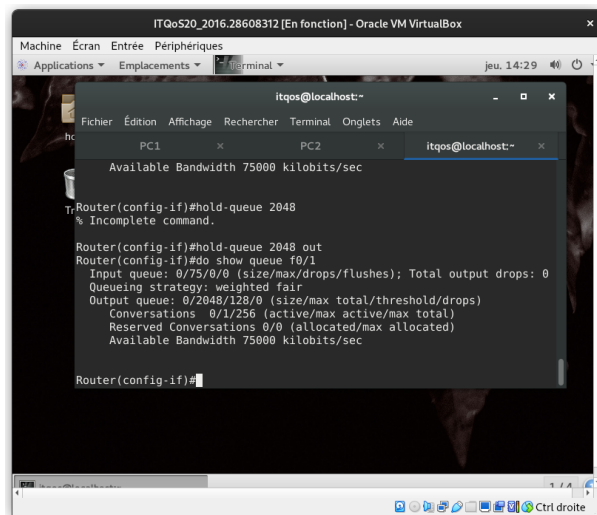 ITQoS20_2016.28608312 [En fonction] - Oracle VM VirtualBox ×
Machine Écran Entrée Périphériques
Applications Emplacements Terminal jeu. 14:29
itqos@localhost:~
Fichier Édition Affichage Rechercher Terminal Onglets Aide
PC1 × PC2 × itqos@localhost:~ ×
Available Bandwidth 75000 kilobits/sec
Router(config-if)#hold-queue 2048
% Incomplete command.
Router(config-if)#hold-queue 2048 out
Router(config-if)#do show queue f0/1
Input queue: 0/75/0/0 (size/max/drops/flushes); Total output drops: 0
Queueing strategy: weighted fair
Output queue: 0/2048/128/0 (size/max total/threshold/drops)
Conversations 0/1/256 (active/max active/max total)
Reserved Conversations 0/0 (allocated/max allocated)
Available Bandwidth 75000 kilobits/sec
Router(config-if)#
1 / 4
Ctrl droite